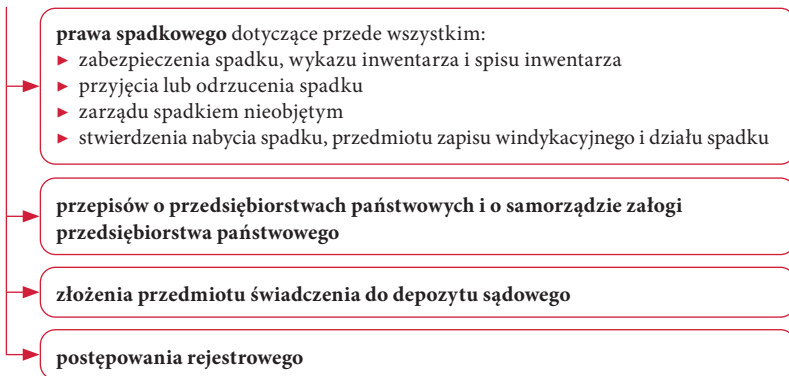 prawa spadkowego dotyczące przede wszystkim:
► zabezpieczenia spadku, wykazu inwentarza i spisu inwentarza
► przyjęcia lub odrzucenia spadku
► zarządu spadkiem nieobjętym
► stwierdzenia nabycia spadku, przedmiotu zapisu windykacyjnego i działu spadku
przepisów o przedsiębiorstwach państwowych i o samorządzie załogi
przedsiębiorstwa państwowego
złożenia przedmiotu świadczenia do depozytu sądowego
postępowania rejestrowego